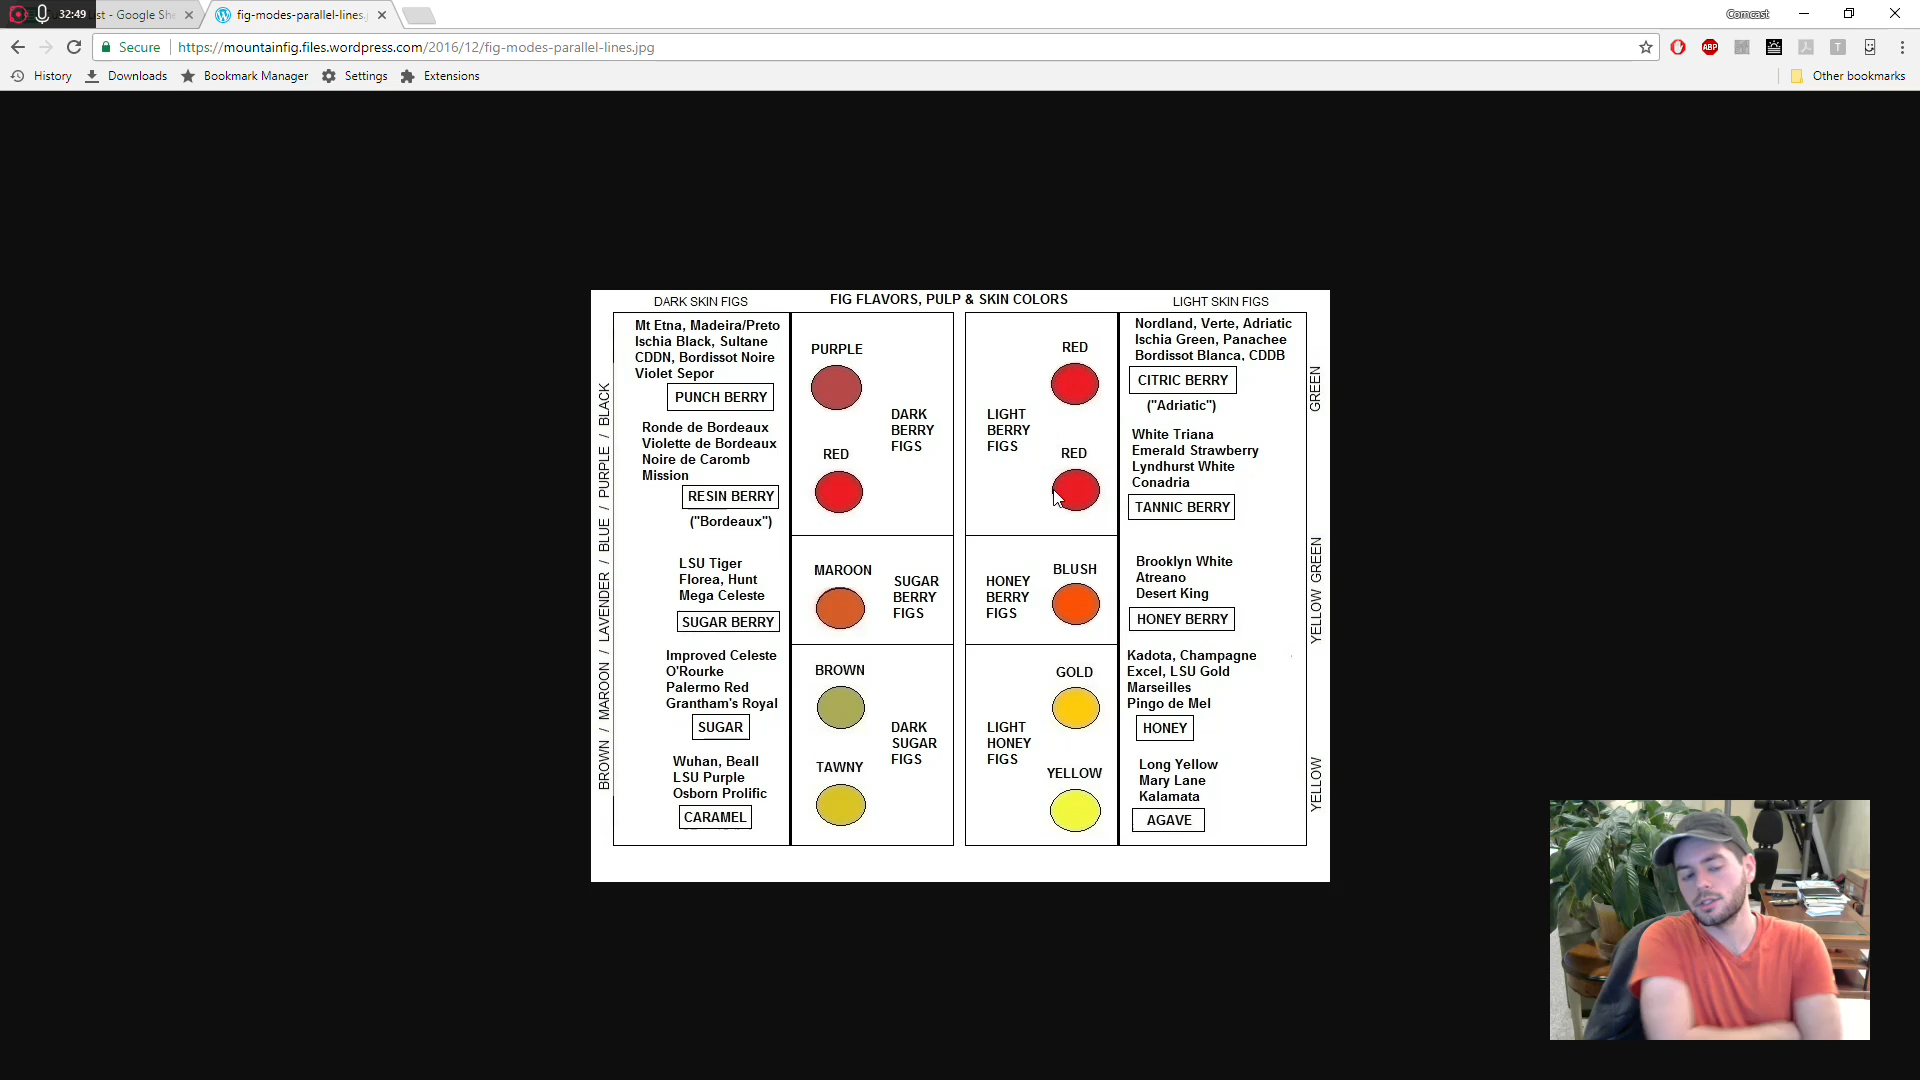 32:49
ust - Google She
fig-modes-parallel-lines.j
Comcast
Secure
https://mountainfig.files.wordpress.com/2016/12/fig-modes-parallel-lines.jpg
ABP
T
History
Downloads
Bookmark Manager
Settings
Extensions
Other bookmarks
DARK SKIN FIGS
FIG FLAVORS, PULP & SKIN COLORS
LIGHT SKIN FIGS
BROWN / MAROON / LAVENDER / BLUE / PURPLE / BLACK
Mt Etna, Madeira/Preto
Ischia Black, Sultane
CDDN, Bordissot Noire
Violet Sepor
PUNCH BERRY
Ronde de Bordeaux
Violette de Bordeaux
Noire de Caromb
Mission
RESIN BERRY
("Bordeaux")
LSU Tiger
Florea, Hunt
Mega Celeste
SUGAR BERRY
Improved Celeste
O'Rourke
Palermo Red
Grantham's Royal
SUGAR
Wuhan, Beall
LSU Purple
Osborn Prolific
CARAMEL
PURPLE
DARK
BERRY
FIGS
RED
MAROON
SUGAR
BERRY
FIGS
BROWN
DARK
SUGAR
FIGS
TAWNY
RED
LIGHT
BERRY
FIGS
RED
BLUSH
HONEY
BERRY
FIGS
GOLD
LIGHT
HONEY
FIGS
YELLOW
Nordland, Verte, Adriatic
Ischia Green, Panachee
Bordissot Blanca, CDDB
CITRIC BERRY
("Adriatic")
White Triana
Emerald Strawberry
Lyndhurst White
Conadria
TANNIC BERRY
Brooklyn White
Atreano
Desert King
HONEY BERRY
Kadota, Champagne
Excel, LSU Gold
Marseilles
Pingo de Mel
HONEY
Long Yellow
Mary Lane
Kalamata
AGAVE
GREEN
YELLOW GREEN
YELLOW